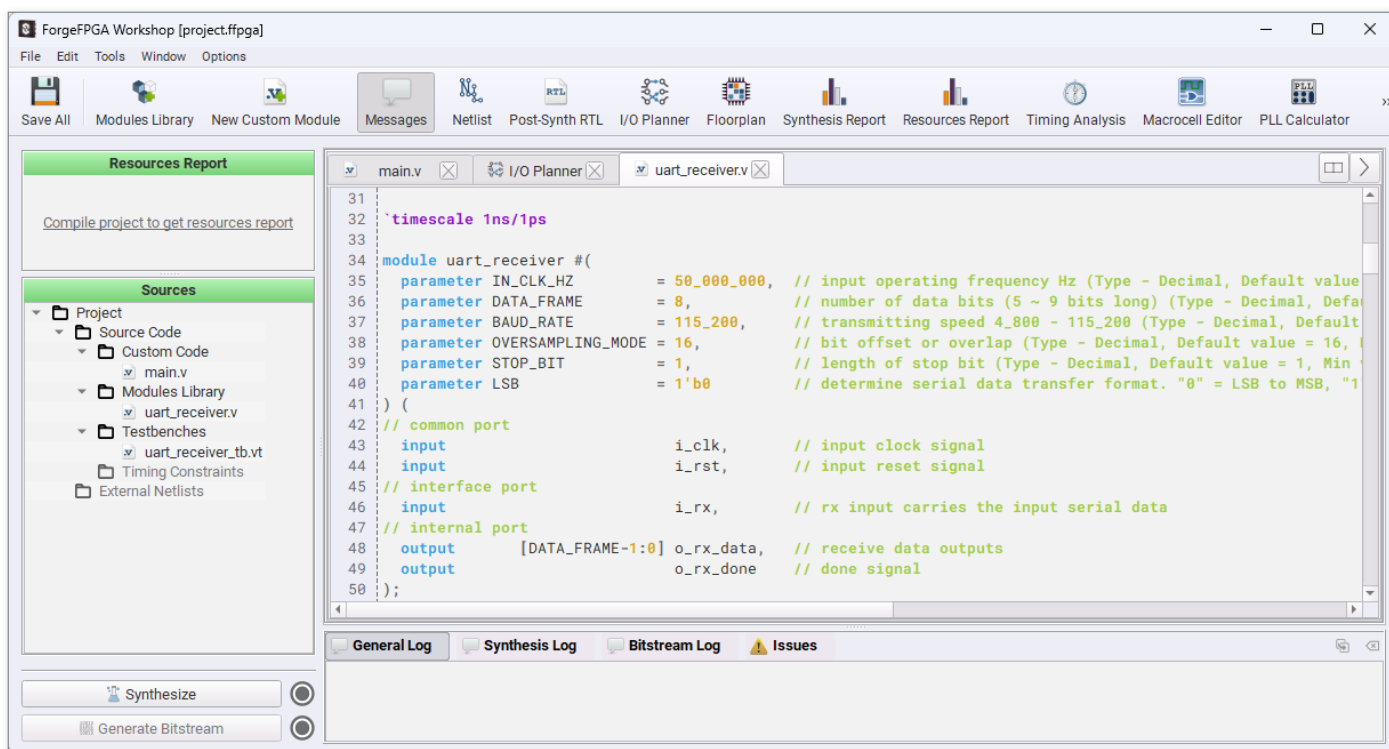 ForgeFPGA Workshop [project.ffpga]
File Edit Tools Window Options
Save All Modules Library New Custom Module Messages Netlist Post-Synth RTL I/O Planner Floorplan Synthesis Report Resources Report Timing Analysis Macrocell Editor PLL Calculator
Resources Report
Compile project to get resources report
Sources
Project
Source Code
Custom Code
main.v
Modules Library
uart_receiver.v
Testbenches
uart_receiver_tb.vt
Timing Constraints
External Netlists
Synthesize
Generate Bitstream
main.v I/O Planner uart_receiver.v
31
32 `timescale 1ns/1ps
33
34 module uart_receiver #(
35 parameter IN_CLK_HZ = 50_000_000, // input operating frequency Hz (Type - Decimal, Default value
36 parameter DATA_FRAME = 8, // number of data bits (5 ~ 9 bits long) (Type - Decimal, Defau
37 parameter BAUD_RATE = 115_200, // transmitting speed 4_800 - 115_200 (Type - Decimal, Default
38 parameter OVERSAMPLING_MODE = 16, // bit offset or overlap (Type - Decimal, Default value = 16,
39 parameter STOP_BIT = 1, // length of stop bit (Type - Decimal, Default value = 1, Min
40 parameter LSB = 1'b0 // determine serial data transfer format. "0" = LSB to MSB, "1"
41 ) (
42 // common port
43 input i_clk, // input clock signal
44 input i_rst, // input reset signal
45 // interface port
46 input i_rx, // rx input carries the input serial data
47 // internal port
48 output [DATA_FRAME-1:0] o_rx_data, // receive data outputs
49 output o_rx_done // done signal
50 );
General Log Synthesis Log Bitstream Log Issues